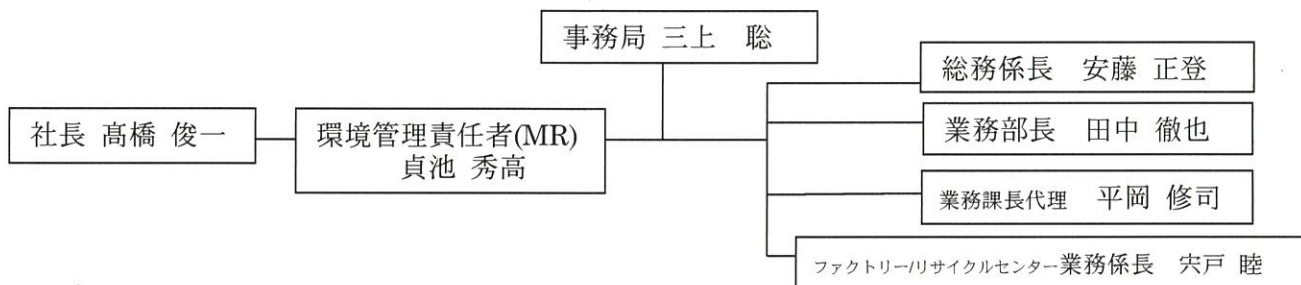 事務局 三上 聡
総務係長 安藤 正登
社長 髙橋 俊一
環境管理責任者(MR)
貞池 秀高
業務部長 田中 徹也
業務課長代理 平岡 修司
ファクトリー/リサイクルセンター業務係長 宍戸 睦